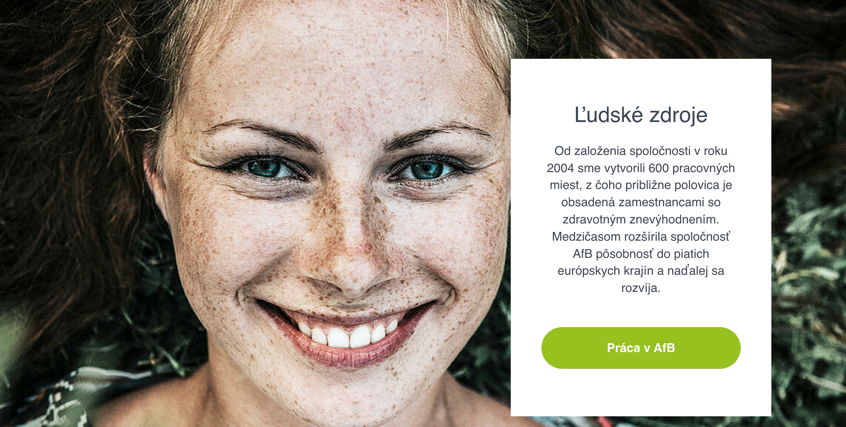 Ľudské zdroje
Od založenia spoločnosti v roku
2004 sme vytvorili 600 pracovných
miest, z čoho približne polovica je
obsadená zamestnancami so
zdravotným znevýhodnením.
Medzičasom rozšírila spoločnosť
AfB pôsobnosť do piatich
európskych krajín a naďalej sa
rozvíja.
Práca v AfB